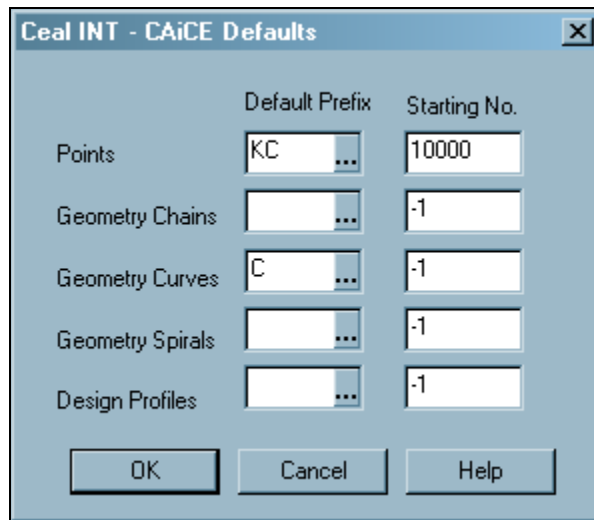 Ceal INT - CAiCE Defaults
Default Prefix Starting No.
Points KC ... 10000
Geometry Chains ... -1
Geometry Curves C ... -1
Geometry Spirals ... -1
Design Profiles ... -1
OK Cancel Help